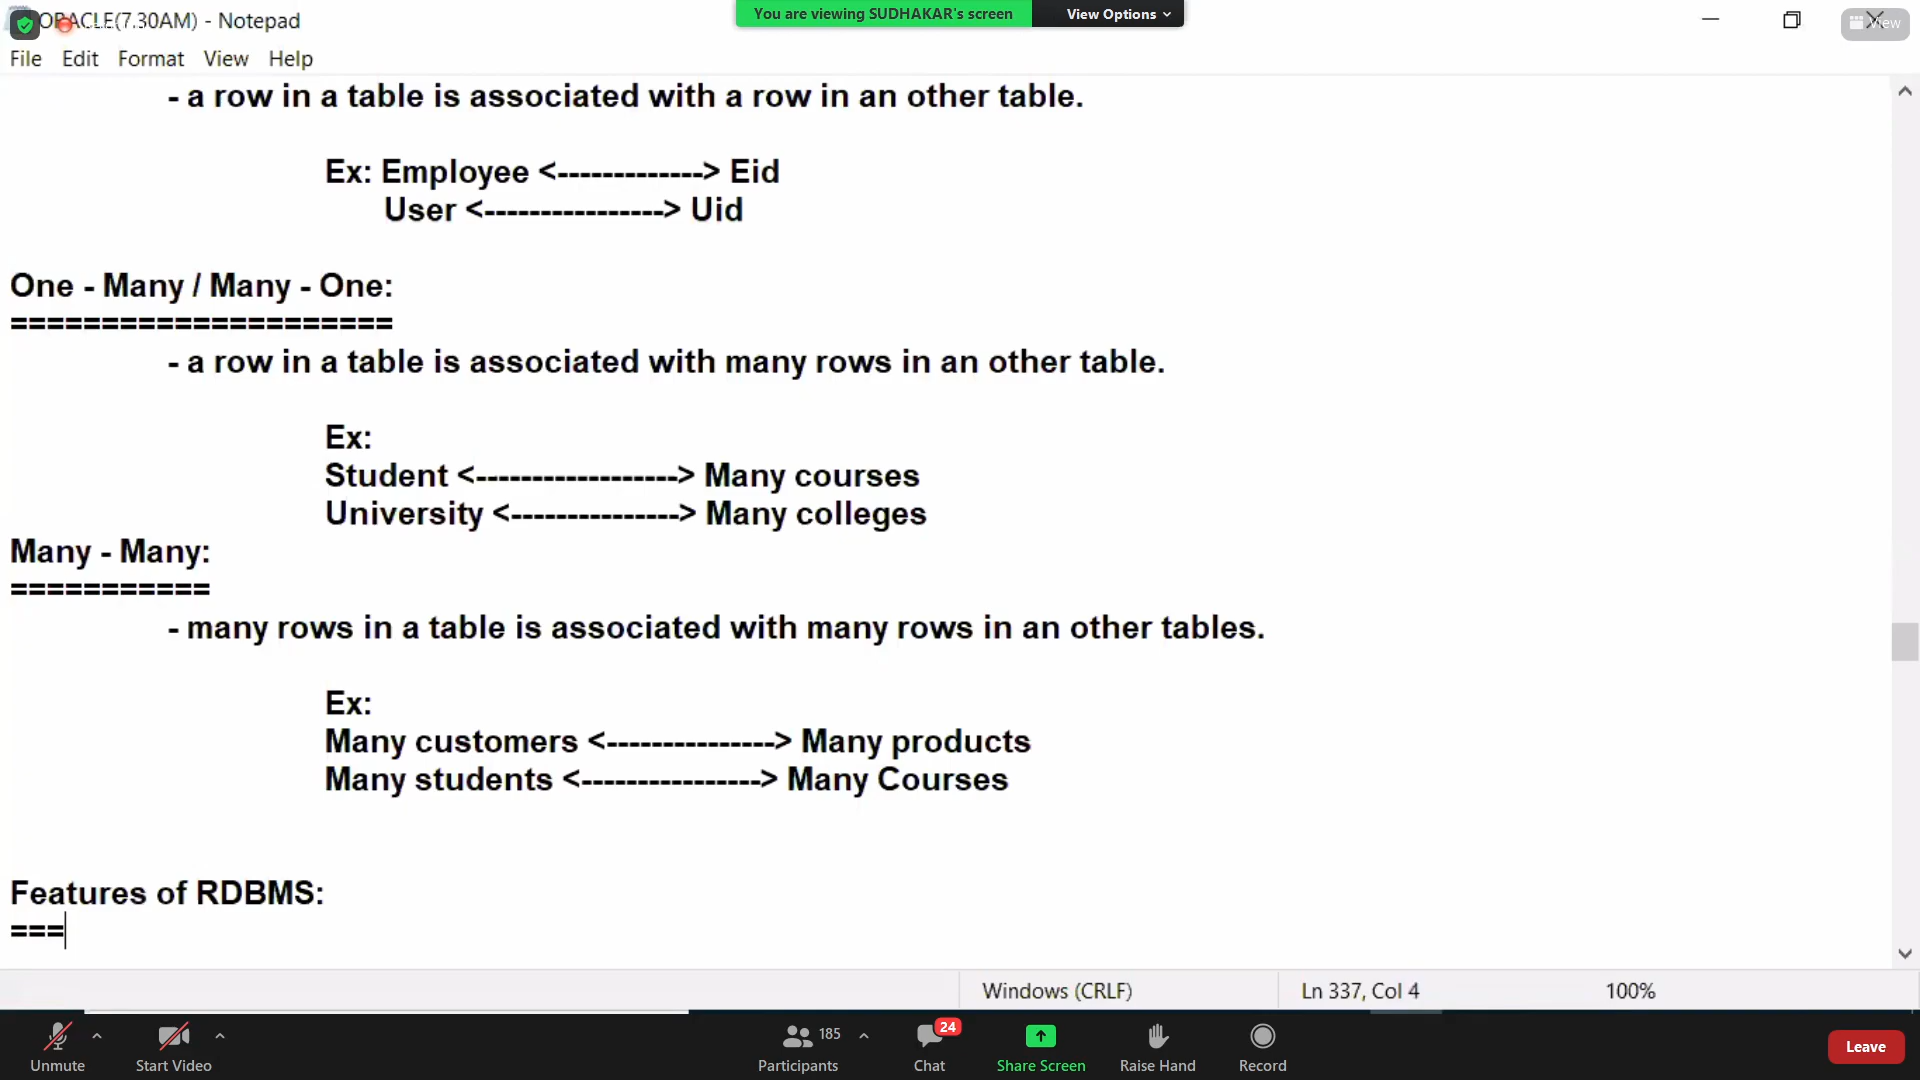 ORACLE(7.30AM) - Notepad
You are viewing SUDHAKAR's screen
View Options
View
File Edit Format View Help
- a row in a table is associated with a row in an other table.
Ex: Employee <-------------> Eid
User <----------------> Uid
One - Many / Many - One:
=====================
- a row in a table is associated with many rows in an other table.
Ex:
Student <------------------> Many courses
University <---------------> Many colleges
Many - Many:
===========
- many rows in a table is associated with many rows in an other tables.
Ex:
Many customers <---------------> Many products
Many students <----------------> Many Courses
Features of RDBMS:
===
Windows (CRLF)
Ln 337, Col 4
100%
Unmute
Start Video
185
Participants
24
Chat
Share Screen
Raise Hand
Record
Leave